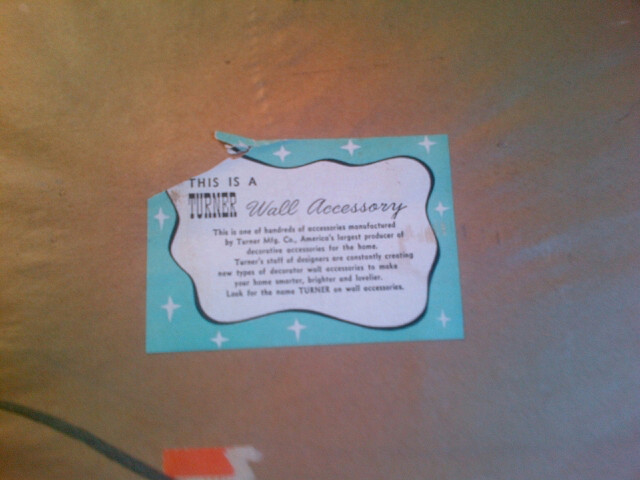 THIS IS A
TURNER Wall Accessory
This is one of hundreds of accessories manufactured
by Turner Mfg. Co., America's largest producer of
decorative accessories for the home.
Turner's staff of designers are constantly creating
new types of decorator wall accessories to make
your home smarter, brighter and lovelier.
Look for the name TURNER on wall accessories.